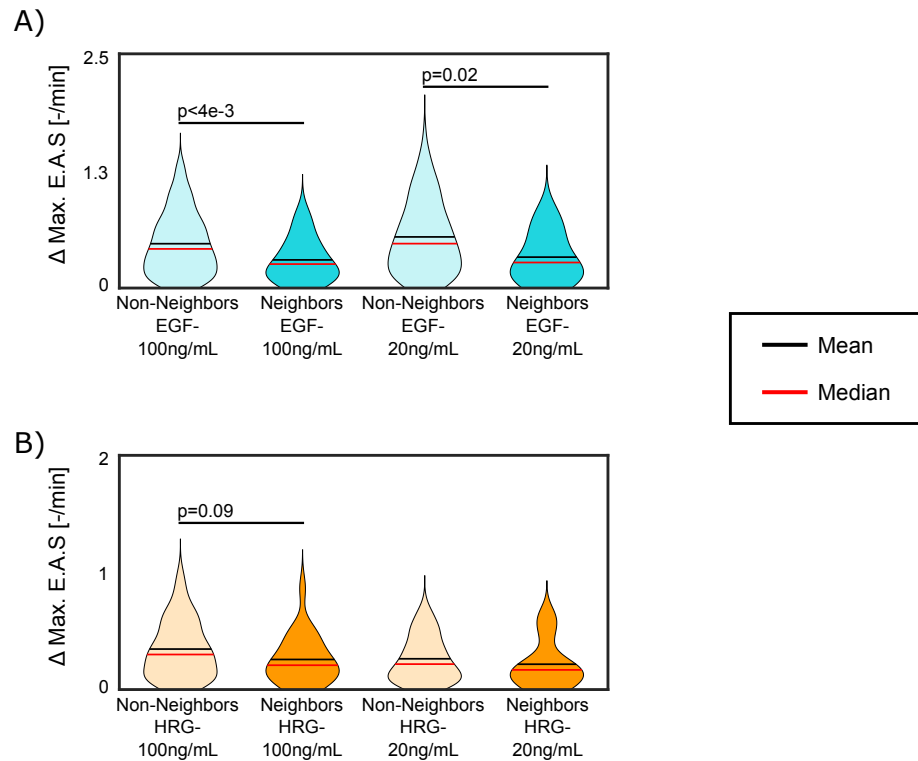 A)
Δ Max. E.A.S [-/min]
2.5
1.3
0
p<4e-3
p=0.02
Non-Neighbors Neighbors Non-Neighbors Neighbors
EGF- EGF- EGF- EGF-
100ng/mL 100ng/mL 20ng/mL 20ng/mL
Mean
Median
B)
Δ Max. E.A.S [-/min]
2
1
0
p=0.09
Non-Neighbors Neighbors Non-Neighbors Neighbors
HRG- HRG- HRG- HRG-
100ng/mL 100ng/mL 20ng/mL 20ng/mL